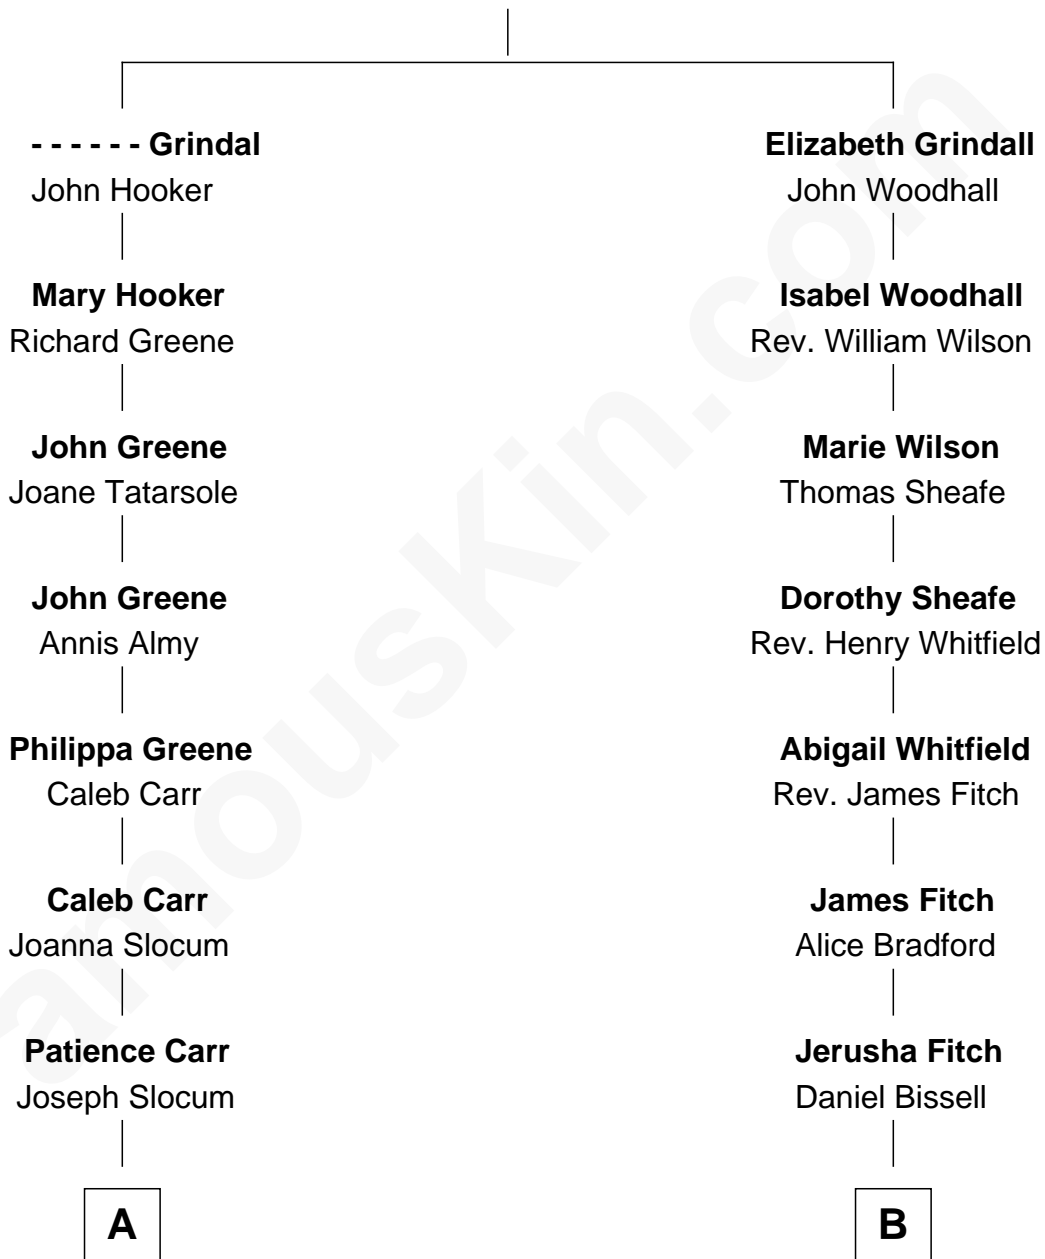 - - - - - - Grindal
John Hooker
Mary Hooker
Richard Greene
John Greene
Joane Tatarsole
John Greene
Annis Almy
Philippa Greene
Caleb Carr
Caleb Carr
Joanna Slocum
Patience Carr
Joseph Slocum
A
Elizabeth Grindall
John Woodhall
Isabel Woodhall
Rev. William Wilson
Marie Wilson
Thomas Sheafe
Dorothy Sheafe
Rev. Henry Whitfield
Abigail Whitfield
Rev. James Fitch
James Fitch
Alice Bradford
Jerusha Fitch
Daniel Bissell
B
amouskin.com